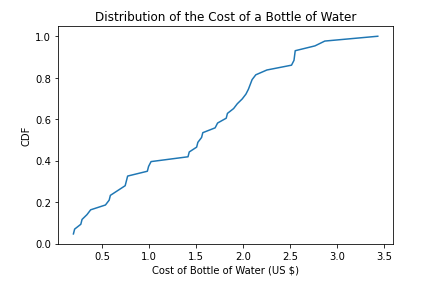 Distribution of the Cost of a Bottle of Water
1.0
0.8
0.6
0.4
0.2
0.0
CDF
0.5 1.0 1.5 2.0 2.5 3.0 3.5
Cost of Bottle of Water (US $)